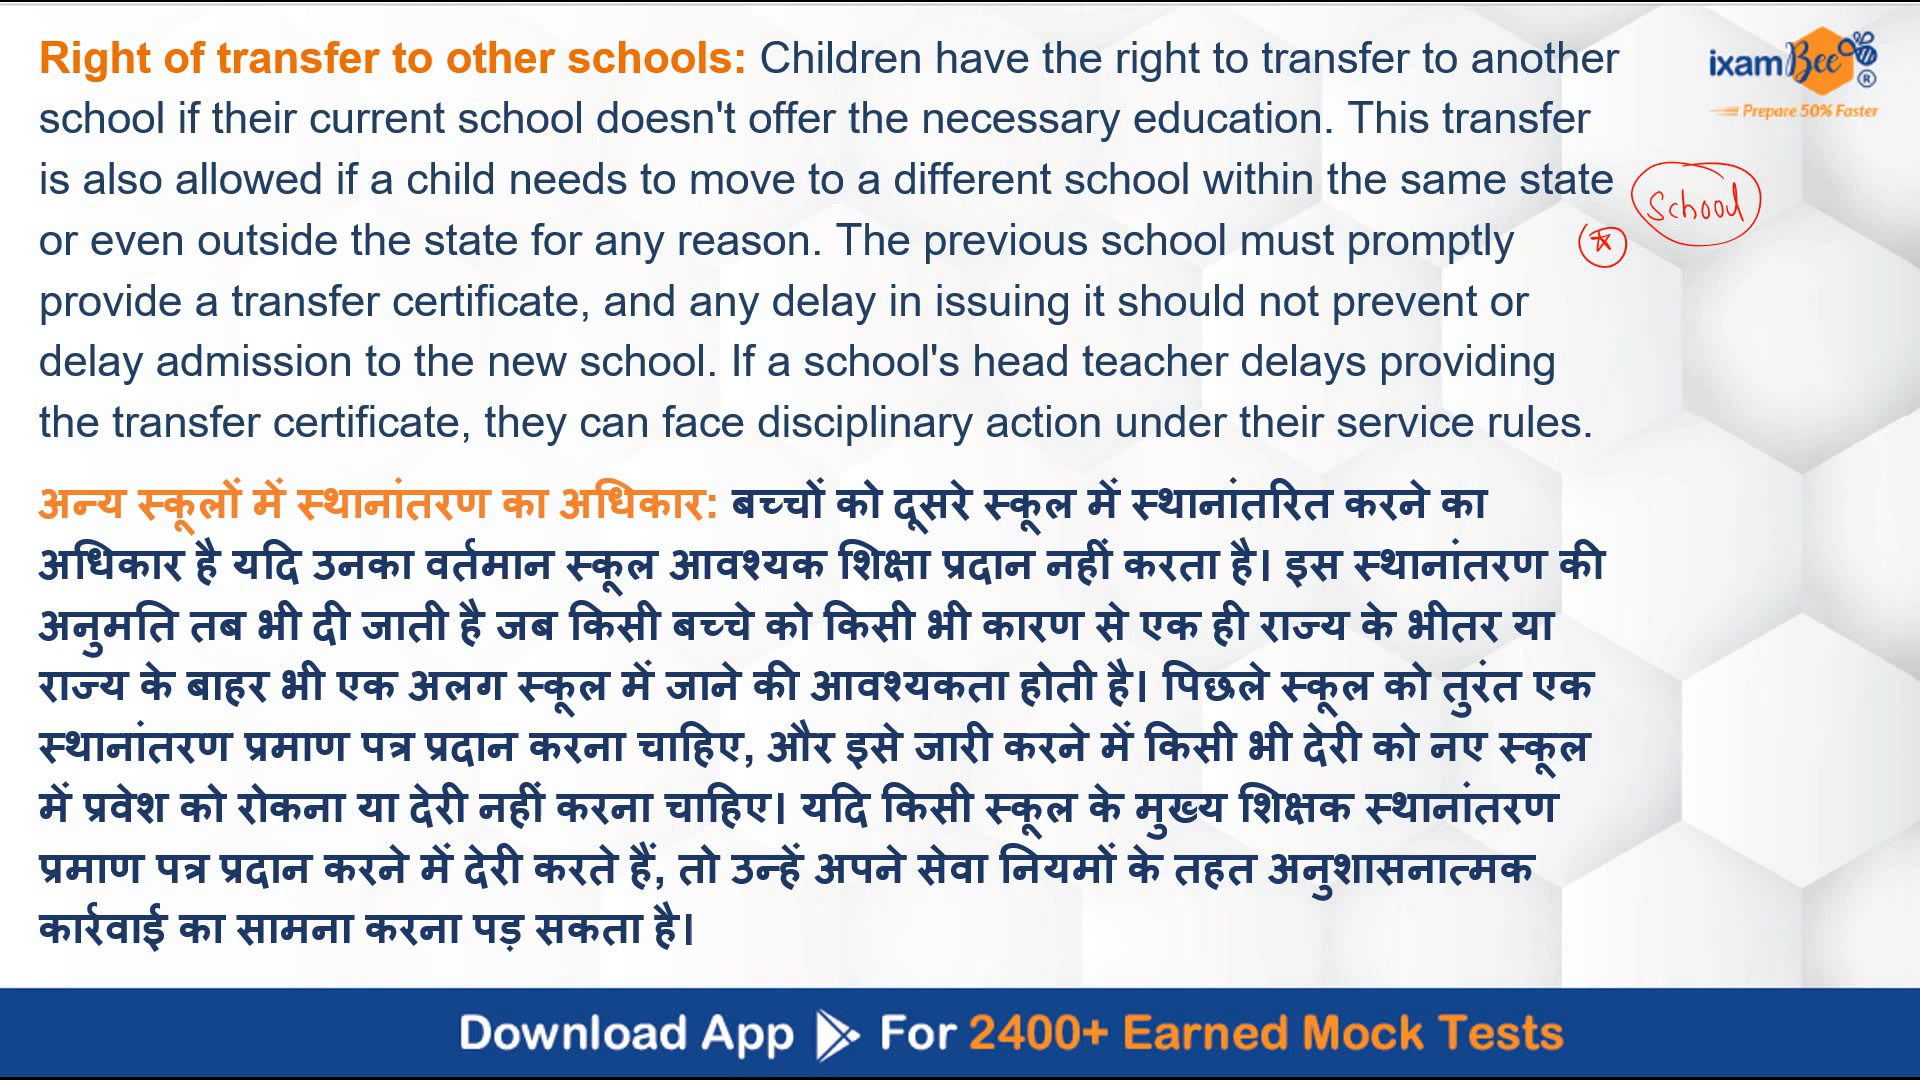 Right of transfer to other schools: Children have the right to transfer to another
school if their current school doesn't offer the necessary education. This transfer
is also allowed if a child needs to move to a different school within the same state
or even outside the state for any reason. The previous school must promptly
provide a transfer certificate, and any delay in issuing it should not prevent or
delay admission to the new school. If a school's head teacher delays providing
the transfer certificate, they can face disciplinary action under their service rules.
ixamBee ®
Prepare 50% Faster
School
अन्य स्कूलों में स्थानांतरण का अधिकार: बच्चों को दूसरे स्कूल में स्थानांतरित करने का
अधिकार है यदि उनका वर्तमान स्कूल आवश्यक शिक्षा प्रदान नहीं करता है। इस स्थानांतरण की
अनुमति तब भी दी जाती है जब किसी बच्चे को किसी भी कारण से एक ही राज्य के भीतर या
राज्य के बाहर भी एक अलग स्कूल में जाने की आवश्यकता होती है। पिछले स्कूल को तुरंत एक
स्थानांतरण प्रमाण पत्र प्रदान करना चाहिए, और इसे जारी करने में किसी भी देरी को नए स्कूल
में प्रवेश को रोकना या देरी नहीं करना चाहिए। यदि किसी स्कूल के मुख्य शिक्षक स्थानांतरण
प्रमाण पत्र प्रदान करने में देरी करते हैं, तो उन्हें अपने सेवा नियमों के तहत अनुशासनात्मक
कार्रवाई का सामना करना पड़ सकता है।
Download App For 2400+ Earned Mock Tests